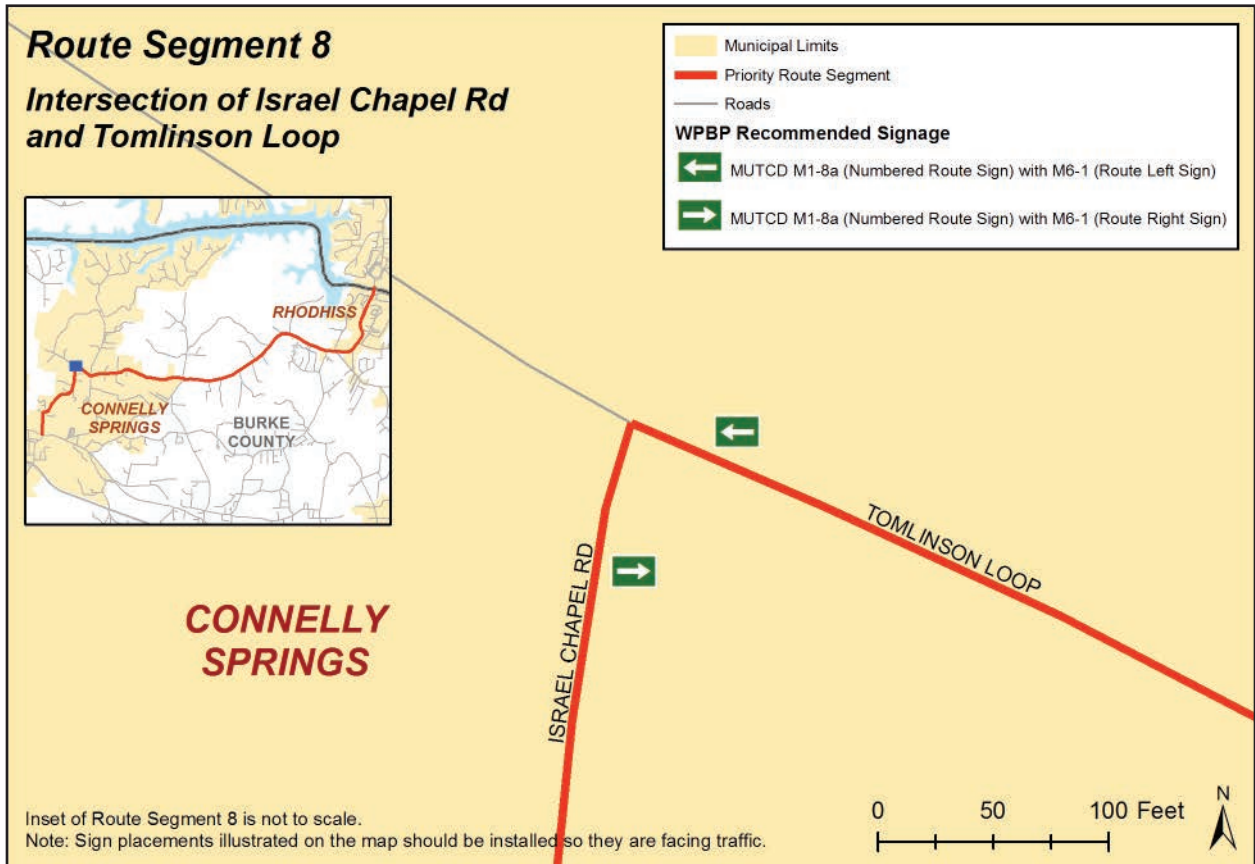 Route Segment 8
Intersection of Israel Chapel Rd
and Tomlinson Loop
Municipal Limits
Priority Route Segment
Roads
WPBP Recommended Signage
MUTCD M1-8a (Numbered Route Sign) with M6-1 (Route Left Sign)
MUTCD M1-8a (Numbered Route Sign) with M6-1 (Route Right Sign)
RHODHISS
CONNELLY
SPRINGS
BURKE
COUNTY
TOMLINSON LOOP
ISRAEL CHAPEL RD
CONNELLY
SPRINGS
Inset of Route Segment 8 is not to scale.
Note: Sign placements illustrated on the map should be installed so they are facing traffic.
0 50 100 Feet
N